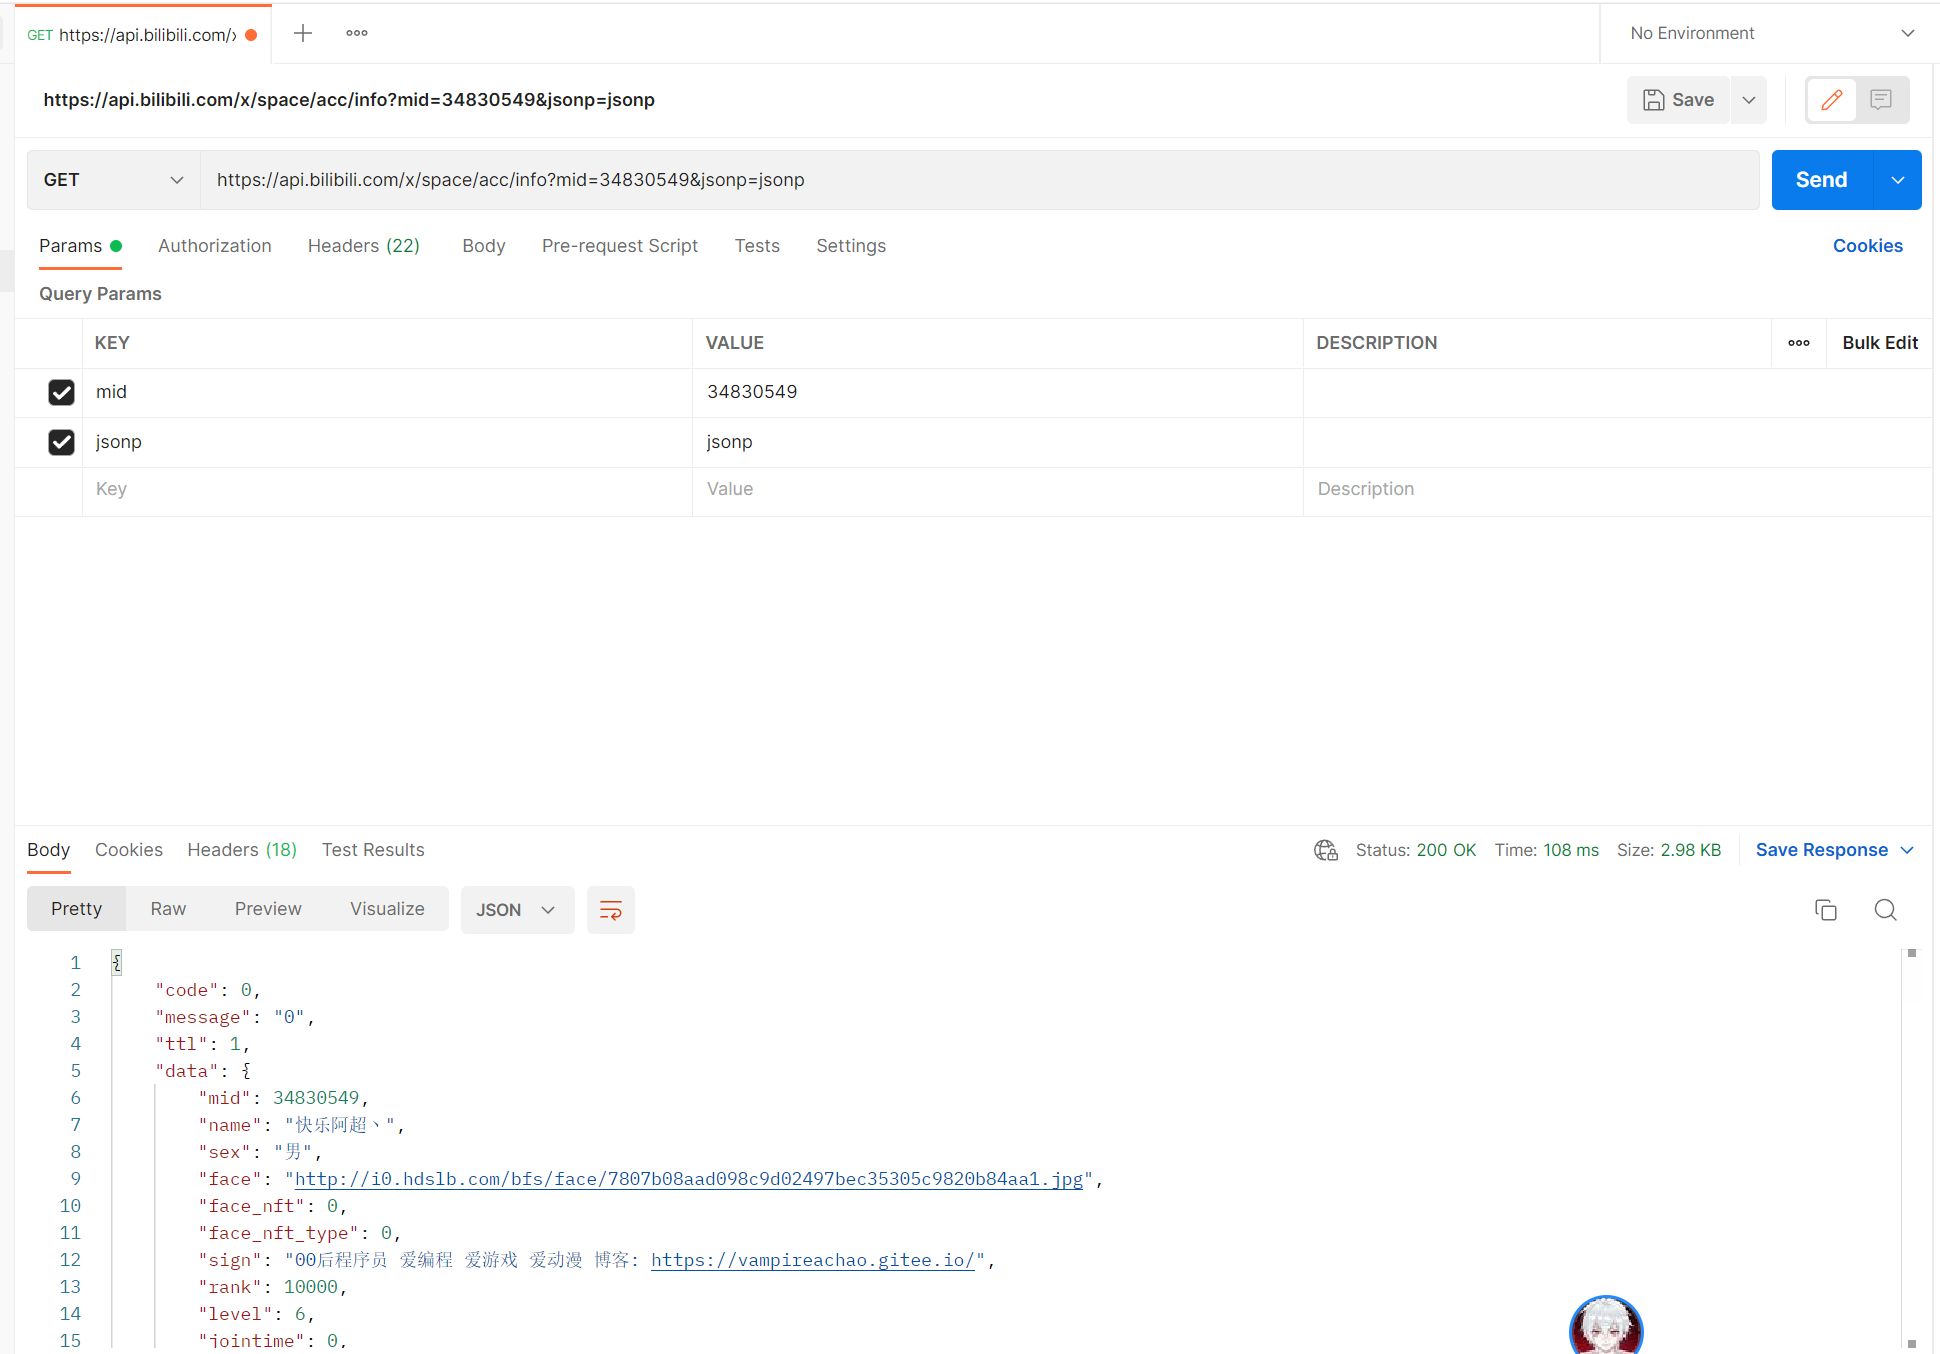 GET https://api.bilibili.com/x
No Environment
https://api.bilibili.com/x/space/acc/info?mid=34830549&jsonp=jsonp
Save
GET https://api.bilibili.com/x/space/acc/info?mid=34830549&jsonp=jsonp Send
Params Authorization Headers (22) Body Pre-request Script Tests Settings Cookies
Query Params
KEY VALUE DESCRIPTION Bulk Edit
mid 34830549
jsonp jsonp
Key Value Description
Body Cookies Headers (18) Test Results Status: 200 OK Time: 108 ms Size: 2.98 KB Save Response
Pretty Raw Preview Visualize JSON
1 {
2 "code": 0,
3 "message": "0",
4 "ttl": 1,
5 "data": {
6 "mid": 34830549,
7 "name": "快乐阿超丶",
8 "sex": "男",
9 "face": "http://i0.hdslb.com/bfs/face/7807b08aad098c9d02497bec35305c9820b84aa1.jpg",
10 "face_nft": 0,
11 "face_nft_type": 0,
12 "sign": "00后程序员 爱编程 爱游戏 爱动漫 博客: https://vampireachao.gitee.io/",
13 "rank": 10000,
14 "level": 6,
15 "jointime": 0,